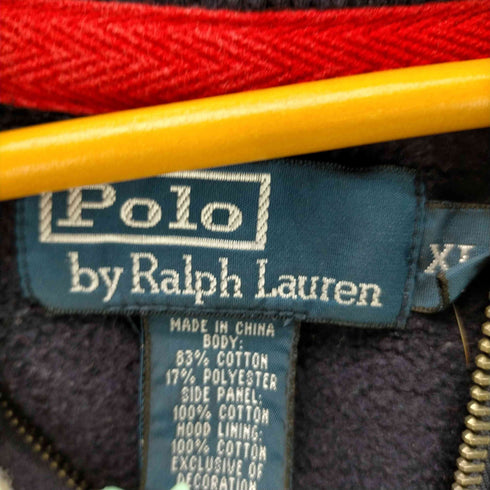 Polo
by Ralph Lauren
XL
MADE IN CHINA
BODY:
83% COTTON
17% POLYESTER
SIDE PANEL:
100% COTTON
HOOD LINING:
100% COTTON
EXCLUSIVE OF
DECORATION